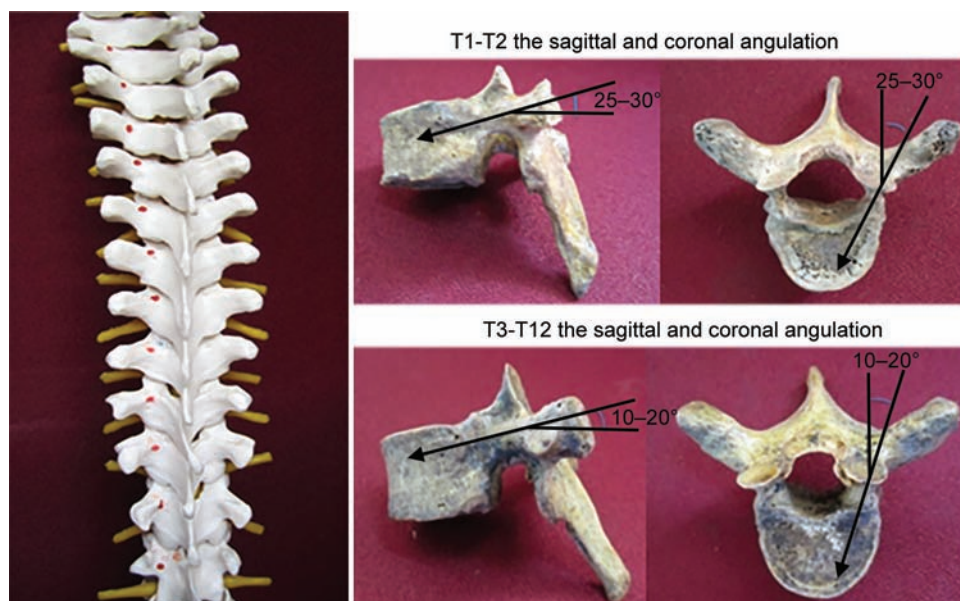 T1-T2 the sagittal and coronal angulation
25–30°
25–30°
T3-T12 the sagittal and coronal angulation
10–20°
10–20°